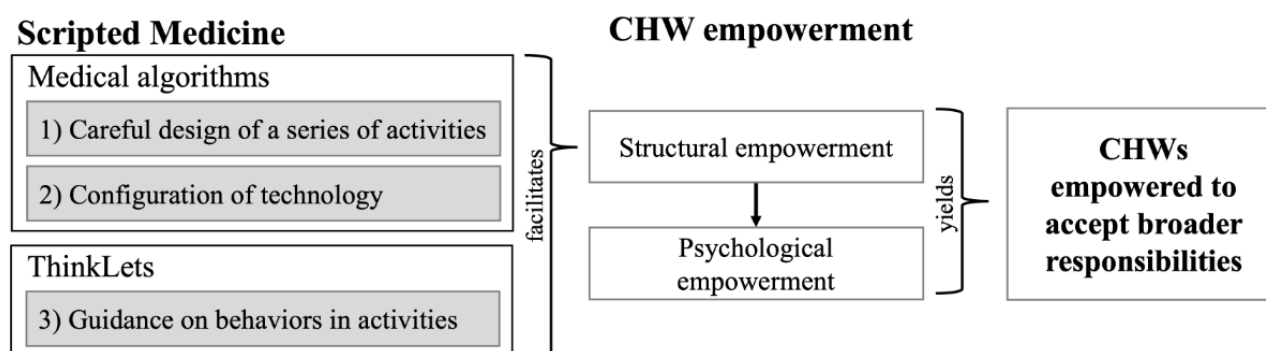 Scripted Medicine
Medical algorithms
1) Careful design of a series of activities
2) Configuration of technology
ThinkLets
3) Guidance on behaviors in activities
facilitates
CHW empowerment
Structural empowerment
Psychological
empowerment
yields
CHWs
empowered to
accept broader
responsibilities